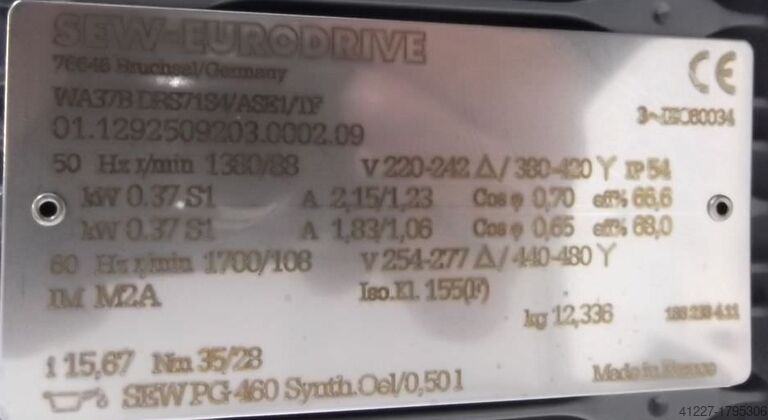 SEW-EURODRIVE
76646 Bruchsal/Germany
CE
WA37B DRS71S4/ASE1/TF
3~IEC60034
01.1292509203.0002.09
50 Hz r/min 1380/88 V 220-242 Δ/380-420 Y IP 54
kW 0.37 S1 A 2,15/1,23 Cos φ 0,70 eff% 66,6
kW 0.37 S1 A 1,83/1,06 Cos φ 0,65 eff% 68,0
60 Hz r/min 1700/108 V 254-277 Δ/440-480 Y
IM M2A Iso.Kl. 155(F)
kg 12,336
i 15,67 Nm 35/28
Made in France
SEW PG 460 Synth.Oel/0,50 l
41227-1795306